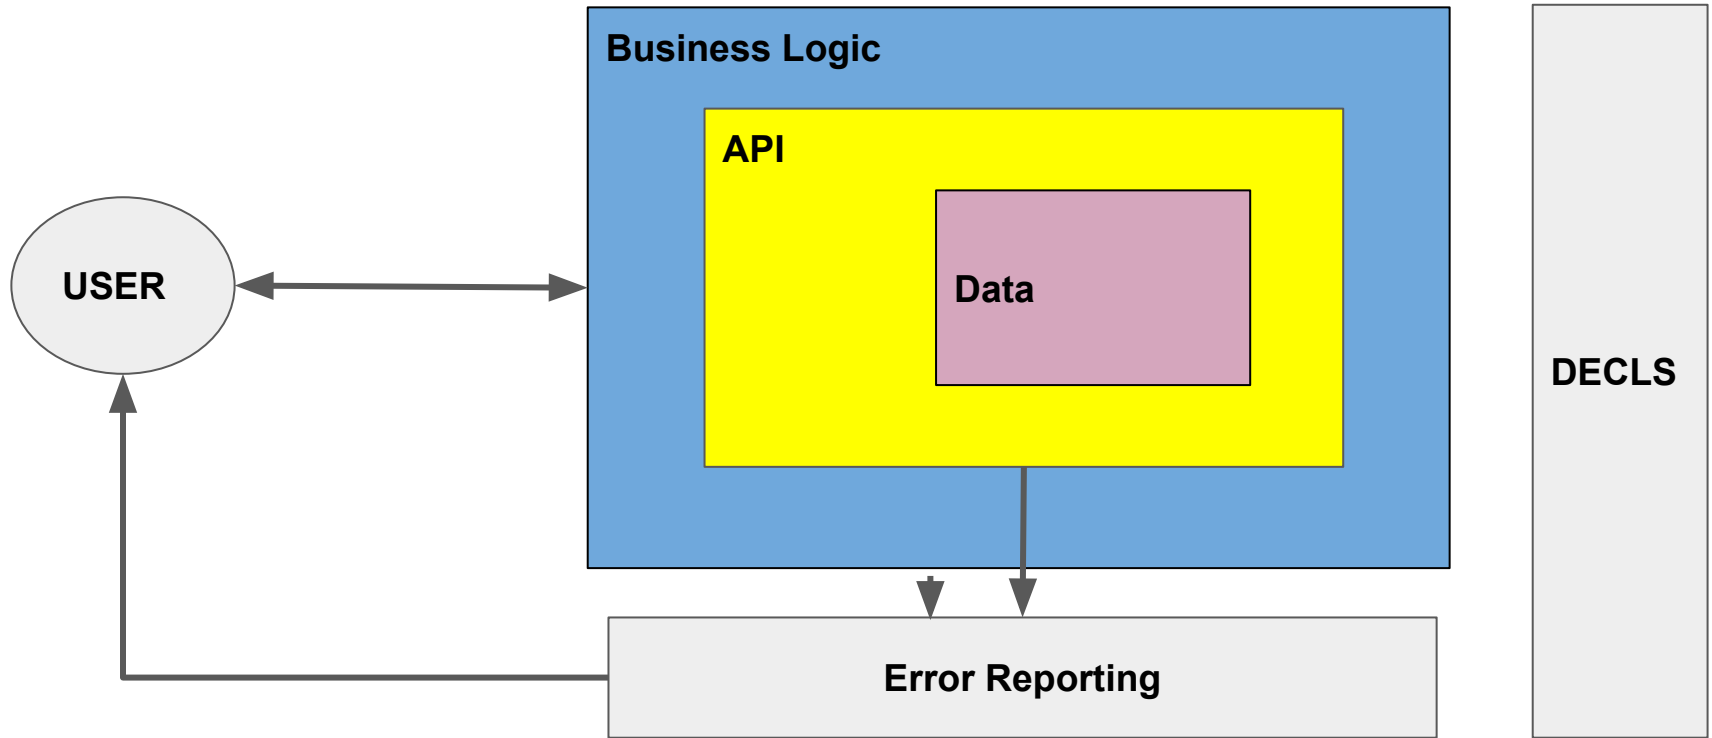 Business Logic
API
USER
Data
DECLS
Error Reporting